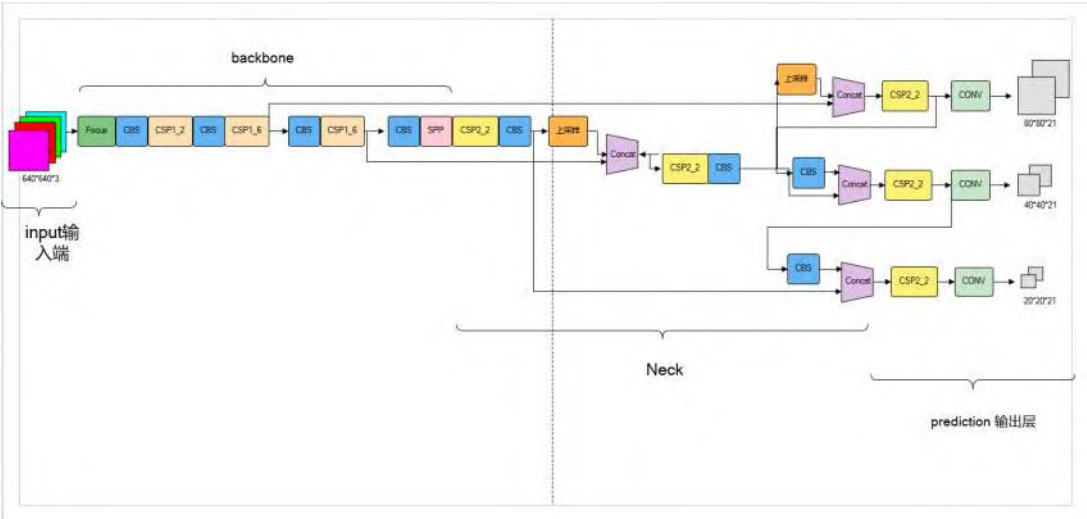 backbone
Focus CBS CSP1_2 CBS CSP1_6 CBS CSP1_6 CBS SPP CSP2_2 CBS 上采样
Concat
CSP2_2 CBS
上采样
Concat
CSP2_2
CONV
80*80*21
CBS
Concat
CSP2_2
CONV
40*40*21
CBS
Concat
CSP2_2
CONV
20*20*21
640*640*3
input输
入端
Neck
prediction 输出层